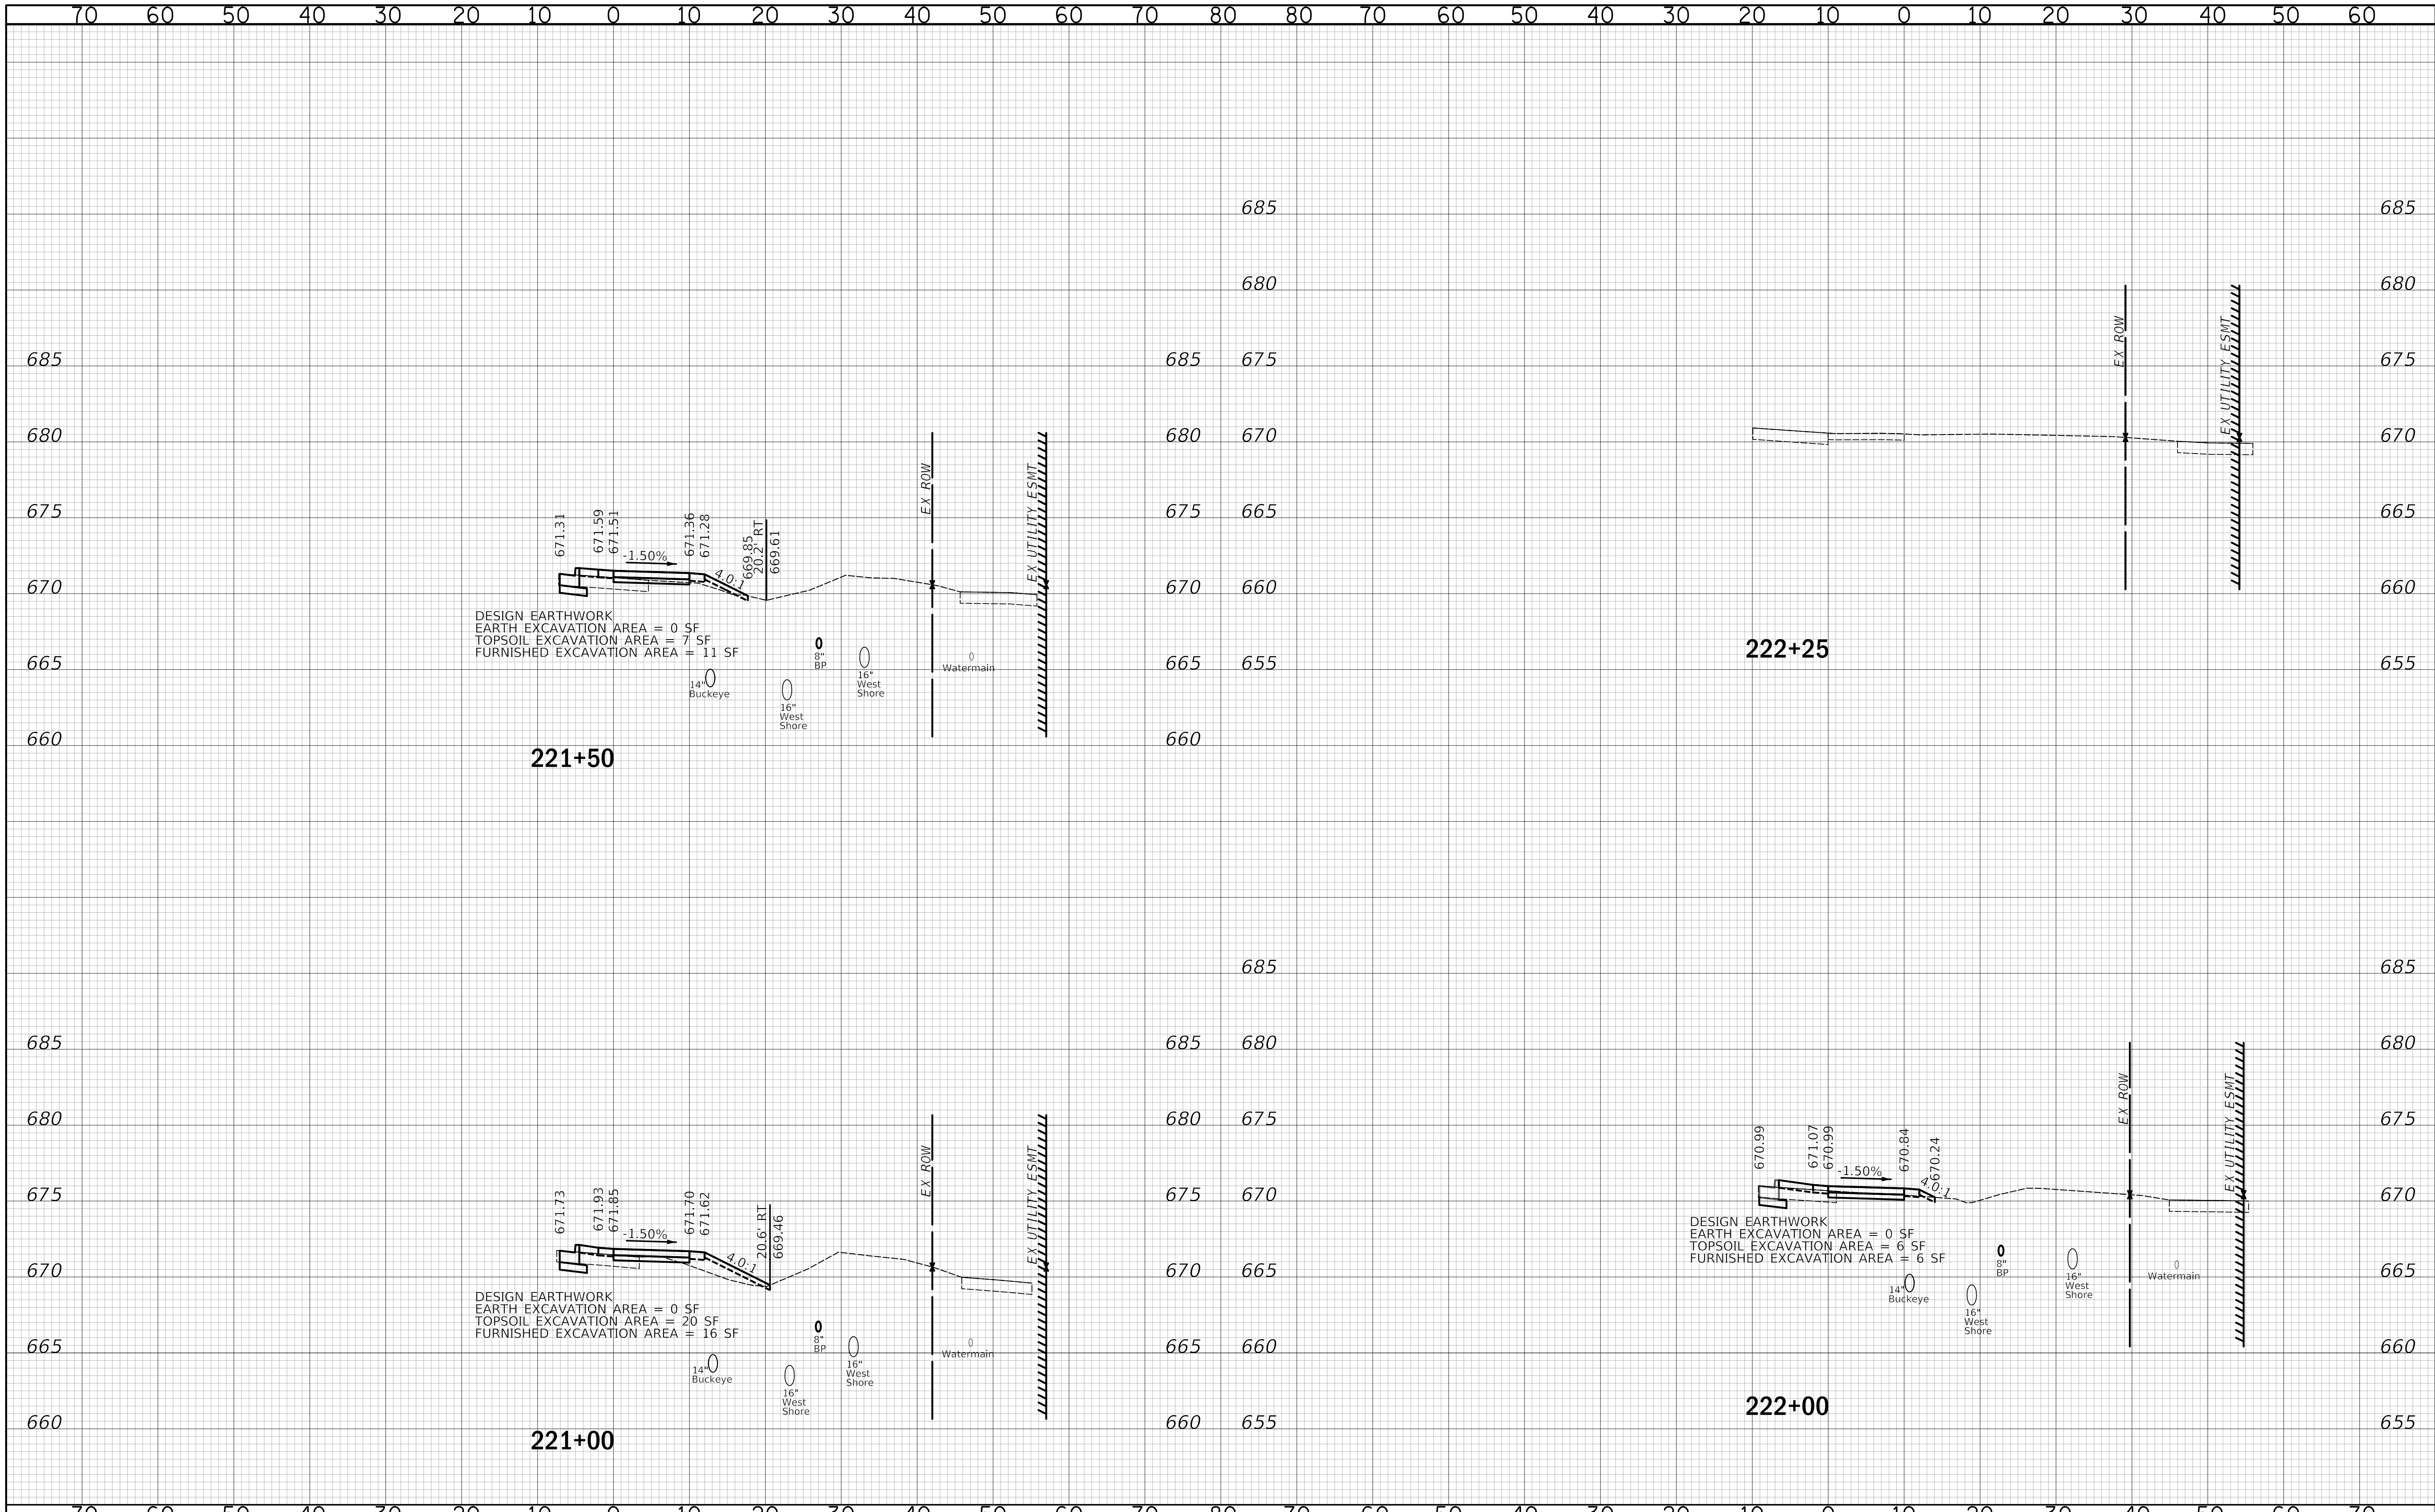 70 60 50 40 30 20 10 0 10 20 30 40 50 60 70 80 80 70 60 50 40 30 20 10 0 10 20 30 40 50 60
685
680
675
670
665
660
685
680
675
670
665
660
EX ROW
EX UTILITY ESMT
671.31
671.59
671.51
-1.50%
671.36
671.28
4.0:1
669.85
20.2' RT
669.61
DESIGN EARTHWORK
EARTH EXCAVATION AREA = 0 SF
TOPSOIL EXCAVATION AREA = 7 SF
FURNISHED EXCAVATION AREA = 11 SF
14"
Buckeye
16"
West
Shore
8"
BP
16"
West
Shore
Watermain
221+50
685
680
675
670
665
660
655
685
680
675
670
665
660
655
EX ROW
EX UTILITY ESMT
222+25
685
680
675
670
665
660
685
680
675
670
665
660
EX ROW
EX UTILITY ESMT
671.73
671.93
671.85
-1.50%
671.70
671.62
4.0:1
20.6' RT
669.46
DESIGN EARTHWORK
EARTH EXCAVATION AREA = 0 SF
TOPSOIL EXCAVATION AREA = 20 SF
FURNISHED EXCAVATION AREA = 16 SF
14"
Buckeye
16"
West
Shore
8"
BP
16"
West
Shore
Watermain
221+00
685
680
675
670
665
660
655
685
680
675
670
665
660
655
EX ROW
EX UTILITY ESMT
670.99
671.07
670.99
-1.50%
670.84
670.24
4.0:1
DESIGN EARTHWORK
EARTH EXCAVATION AREA = 0 SF
TOPSOIL EXCAVATION AREA = 6 SF
FURNISHED EXCAVATION AREA = 6 SF
14"
Buckeye
16"
West
Shore
8"
BP
16"
West
Shore
Watermain
222+00
70 60 50 40 30 20 10 0 10 20 30 40 50 60 70 80 70 60 50 40 30 20 10 0 10 20 30 40 50 60